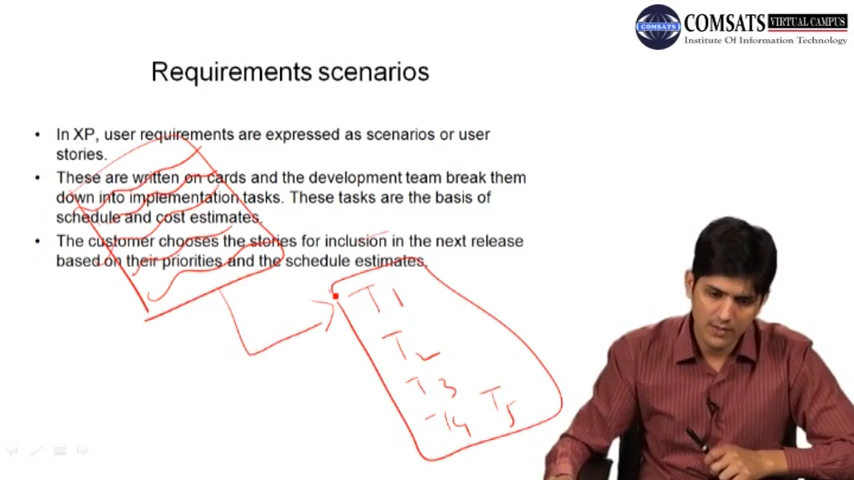 COMSATS VIRTUAL CAMPUS
COMSATS
Institute Of Information Technology
Requirements scenarios
• In XP, user requirements are expressed as scenarios or user
stories.
• These are written on cards and the development team break them
down into implementation tasks. These tasks are the basis of
schedule and cost estimates.
• The customer chooses the stories for inclusion in the next release
based on their priorities and the schedule estimates.
T1
T2
T3
T4 T5